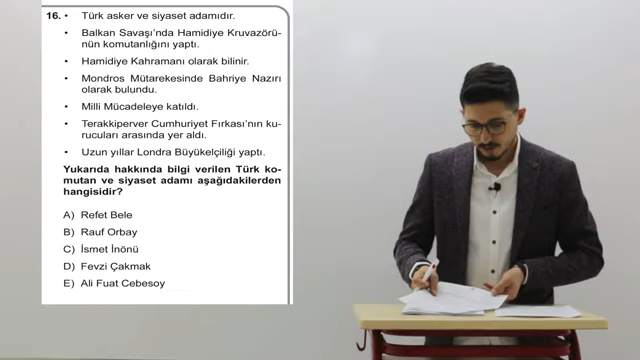 16. • Türk asker ve siyaset adamıdır.
• Balkan Savaşı'nda Hamidiye Kruvazörü-
nün komutanlığını yaptı.
• Hamidiye Kahramanı olarak bilinir.
• Mondros Mütarekesinde Bahriye Nazırı
olarak bulundu.
• Milli Mücadeleye katıldı.
• Terakkiperver Cumhuriyet Fırkası'nın ku-
rucuları arasında yer aldı.
• Uzun yıllar Londra Büyükelçiliği yaptı.
Yukarıda hakkında bilgi verilen Türk ko-
mutan ve siyaset adamı aşağıdakilerden
hangisidir?
A) Refet Bele
B) Rauf Orbay
C) İsmet İnönü
D) Fevzi Çakmak
E) Ali Fuat Cebesoy